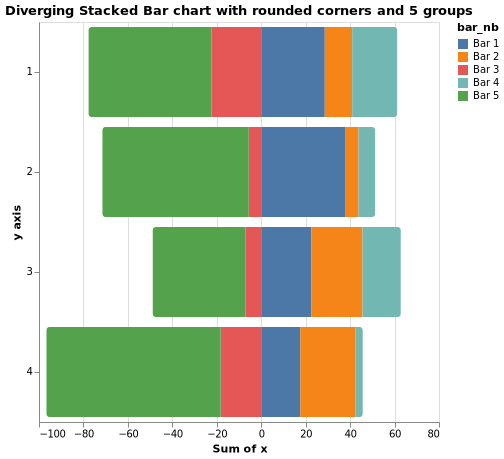 Diverging Stacked Bar chart with rounded corners and 5 groups
bar_nb
Bar 1
Bar 2
Bar 3
Bar 4
Bar 5
y axis
1
2
3
4
−100 −80 −60 −40 −20 0 20 40 60 80
Sum of x